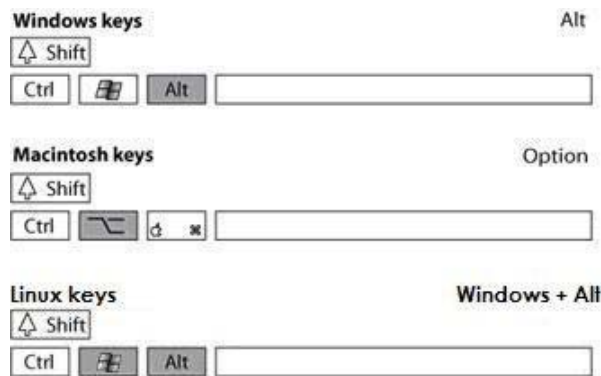 Windows keys Alt
Shift
Ctrl Alt
Macintosh keys Option
Shift
Ctrl ⌥ ⌘
Linux keys Windows + Alt
Shift
Ctrl Alt